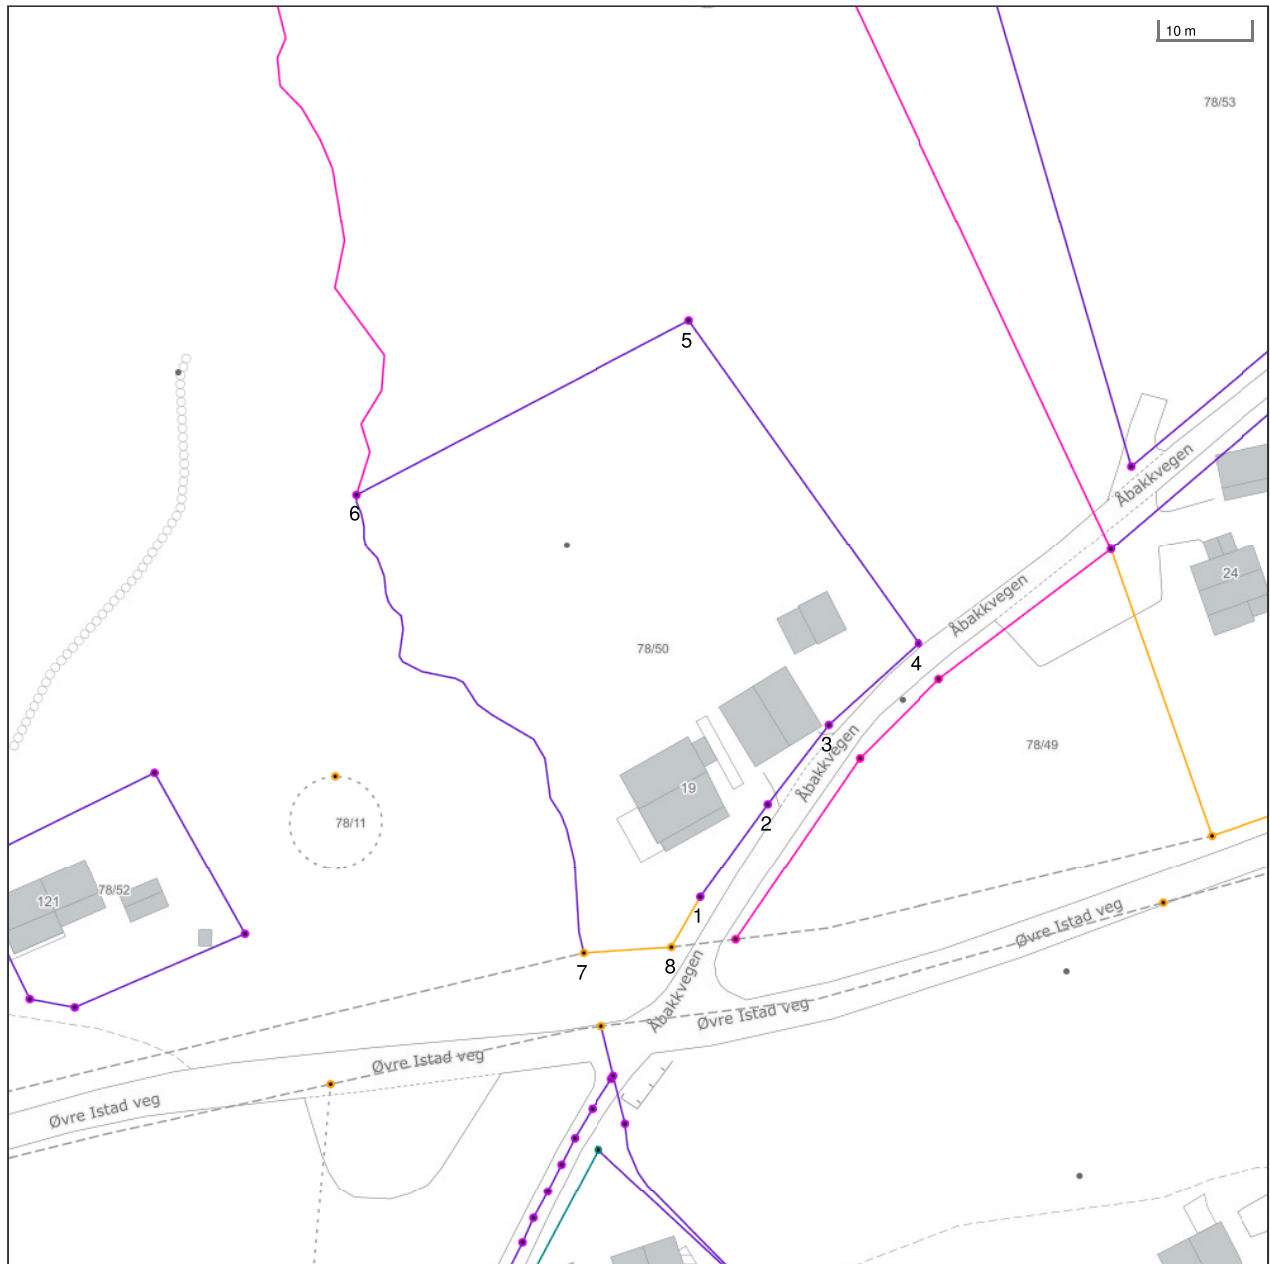 10 m
78/53
5
Åbakkvegen
6
24
Åbakkvegen
78/50
4
3
78/49
Åbakkvegen
19
78/11
2
78/52
121
1
Øvre Istad veg
8
7
Åbakkvegen
Øvre Istad veg
Øvre Istad veg
Øvre Istad veg